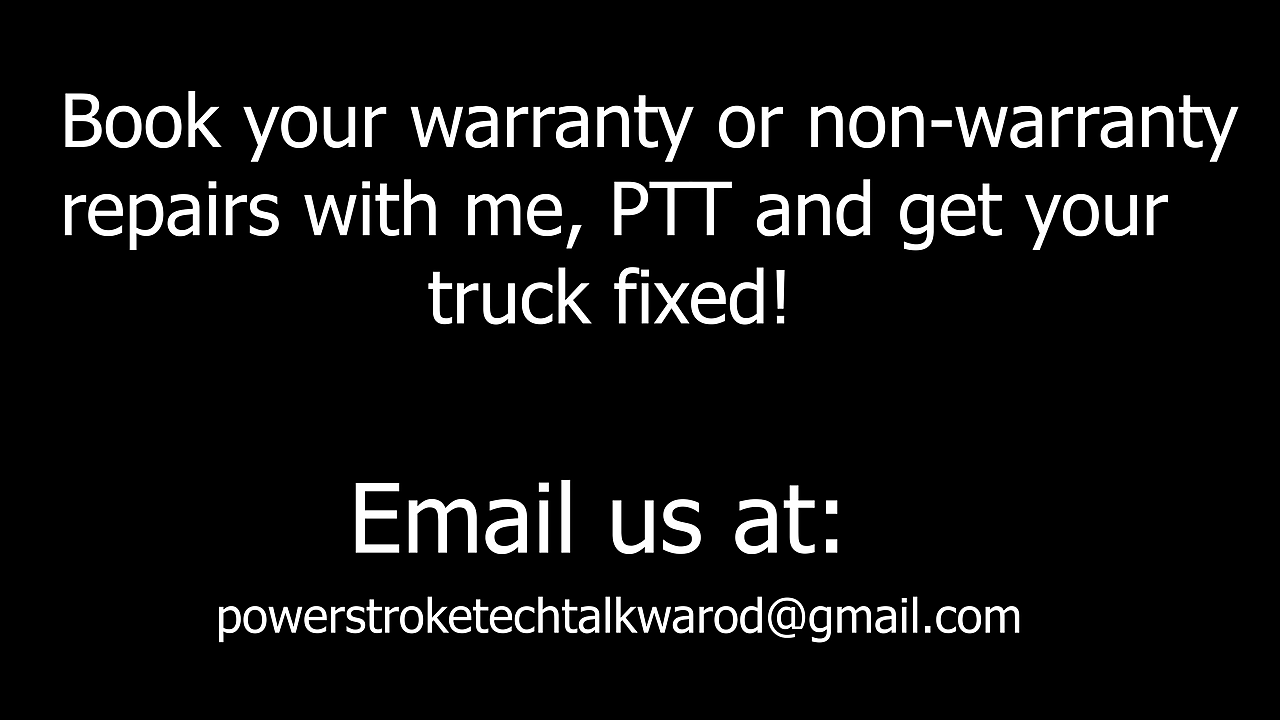 Book your warranty or non-warranty
repairs with me, PTT and get your
truck fixed!
Email us at:
powerstroketechtalkwarod@gmail.com